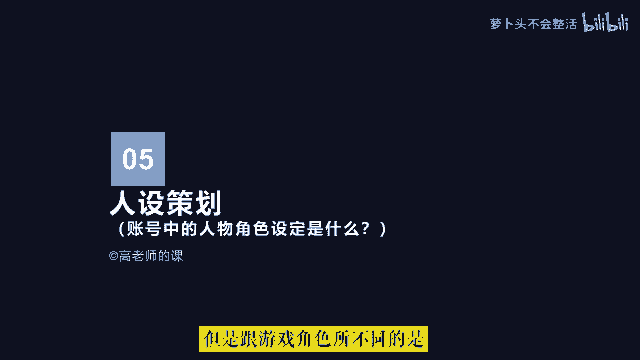 萝卜头不会整活 bilibili
05
人设策划
（账号中的人物角色设定是什么？）
©高老师的课
但是跟游戏角色所不同的是